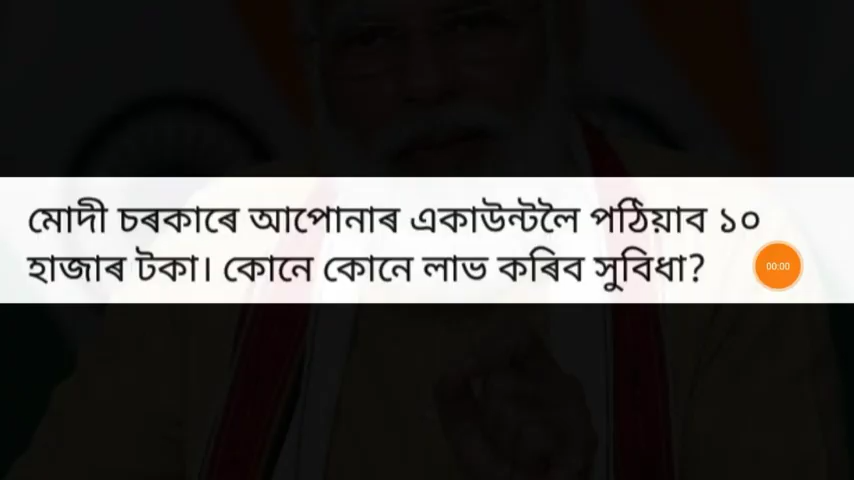 মোদী চৰকাৰে আপোনাৰ একাউন্টলৈ পঠিয়াব ১০
হাজাৰ টকা। কোনে কোনে লাভ কৰিব সুবিধা?
00:00